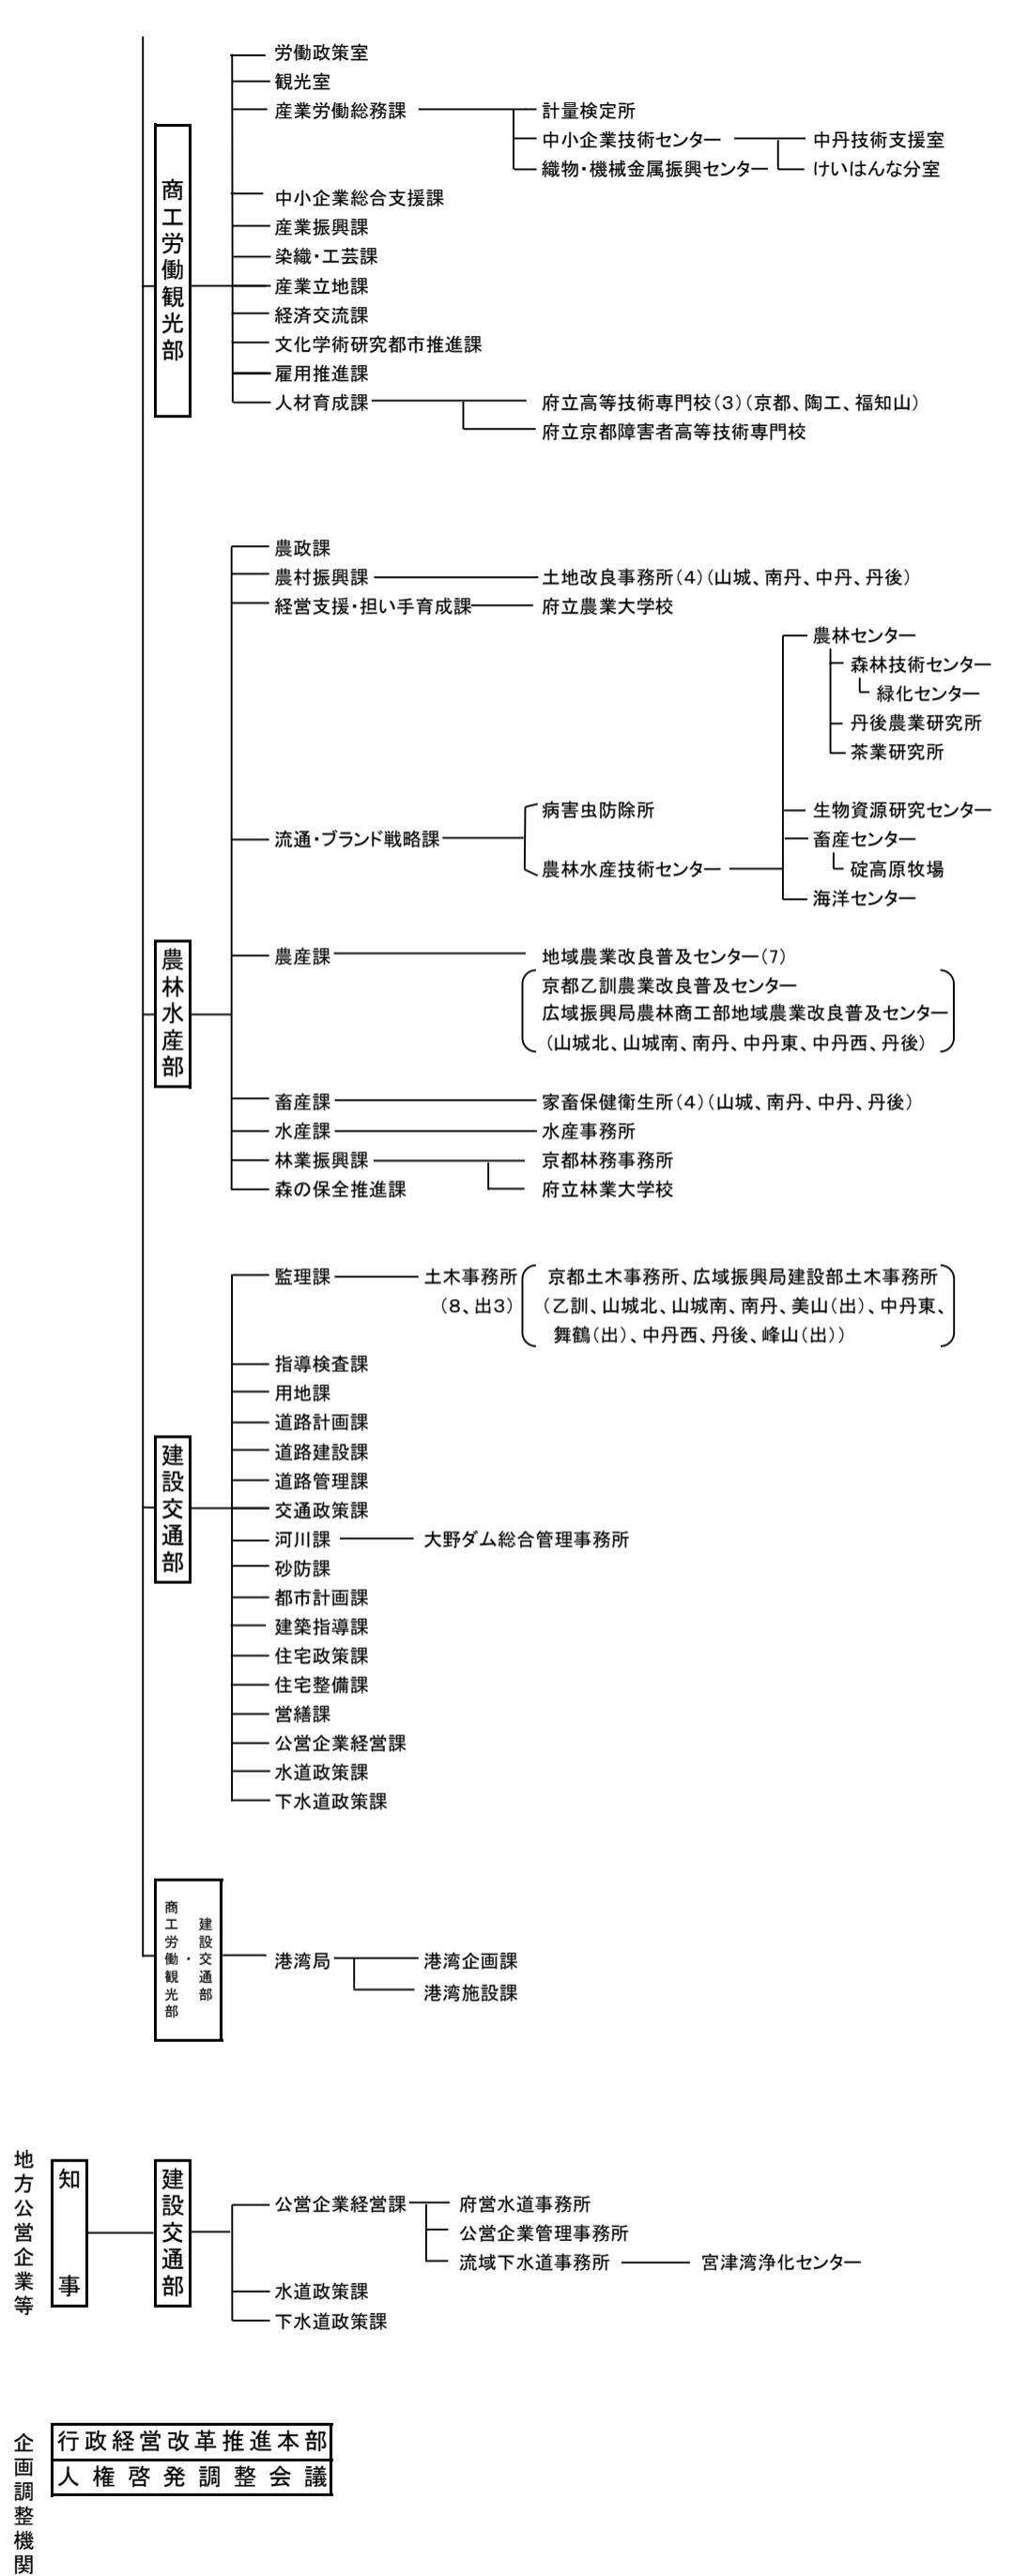 商工労働観光部
労働政策室
観光室
産業労働総務課 計量検定所
中小企業技術センター 中丹技術支援室
織物・機械金属振興センター けいはんな分室
中小企業総合支援課
産業振興課
染織・工芸課
産業立地課
経済交流課
文化学術研究都市推進課
雇用推進課
人材育成課 府立高等技術専門校(3)(京都、陶工、福知山)
府立京都障害者高等技術専門校
農林水産部
農政課
農村振興課 土地改良事務所(4)(山城、南丹、中丹、丹後)
経営支援・担い手育成課 府立農業大学校
農林センター
森林技術センター
緑化センター
丹後農業研究所
茶業研究所
病害虫防除所 生物資源研究センター
流通・ブランド戦略課 畜産センター
農林水産技術センター 碇高原牧場
海洋センター
農産課 地域農業改良普及センター(7)
京都乙訓農業改良普及センター
広域振興局農林商工部地域農業改良普及センター
(山城北、山城南、南丹、中丹東、中丹西、丹後)
畜産課 家畜保健衛生所(4)(山城、南丹、中丹、丹後)
水産課 水産事務所
林業振興課 京都林務事務所
森の保全推進課 府立林業大学校
建設交通部
監理課 土木事務所 京都土木事務所、広域振興局建設部土木事務所
(8、出3) (乙訓、山城北、山城南、南丹、美山(出)、中丹東、
舞鶴(出)、中丹西、丹後、峰山(出))
指導検査課
用地課
道路計画課
道路建設課
道路管理課
交通政策課
河川課 大野ダム総合管理事務所
砂防課
都市計画課
建築指導課
住宅政策課
住宅整備課
営繕課
公営企業経営課
水道政策課
下水道政策課
建設交通部
・
商工労働観光部
港湾局 港湾企画課
港湾施設課
地方公営企業等
知事
建設交通部
公営企業経営課 府営水道事務所
公営企業管理事務所
流域下水道事務所 宮津湾浄化センター
水道政策課
下水道政策課
企画調整機関
行政経営改革推進本部
人権啓発調整会議